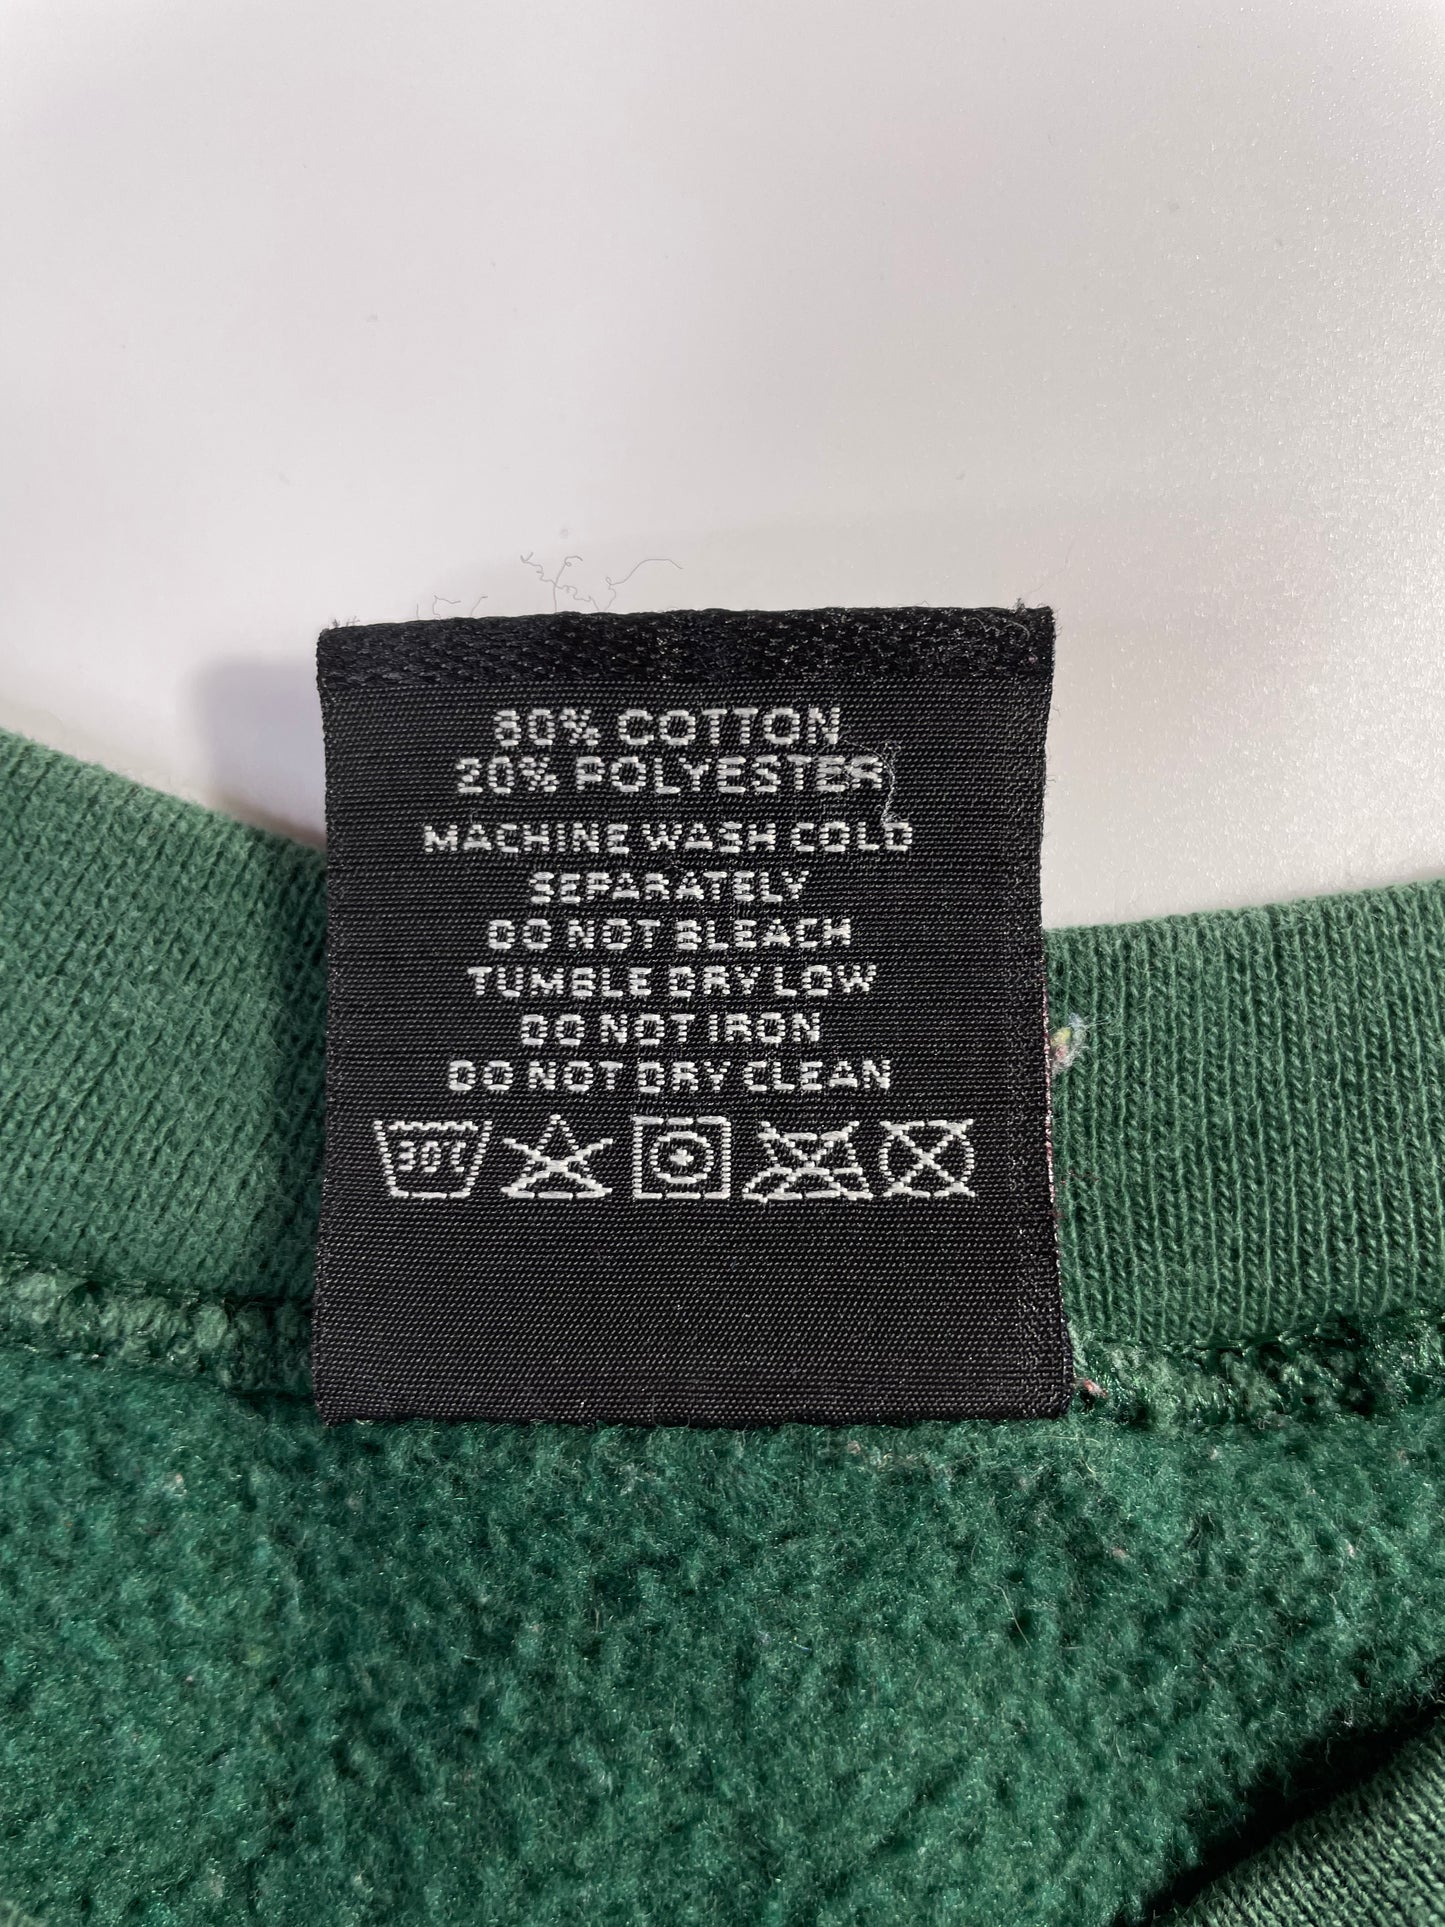 80% COTTON
20% POLYESTER
MACHINE WASH COLD
SEPARATELY
DO NOT BLEACH
TUMBLE DRY LOW
DO NOT IRON
DO NOT DRY CLEAN
30℃